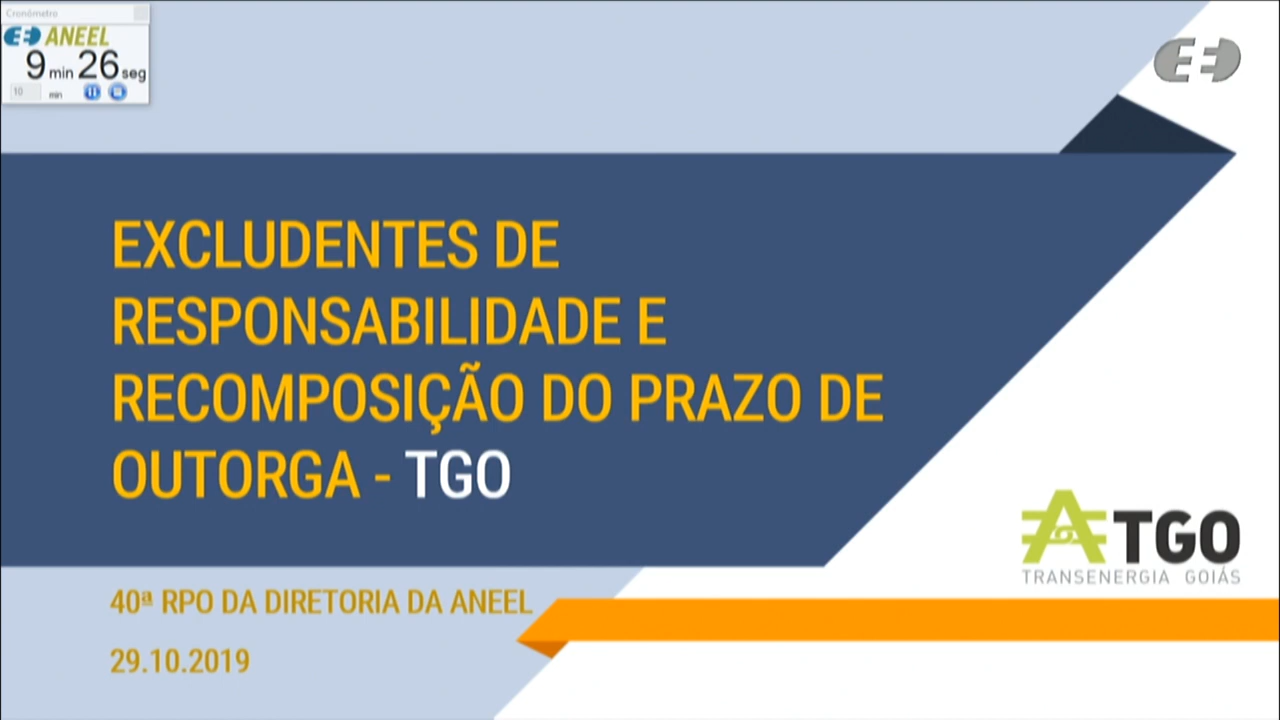 Cronômetro
ANEEL
9 min 26 seg
10 min
EXCLUDENTES DE
RESPONSABILIDADE E
RECOMPOSIÇÃO DO PRAZO DE
OUTORGA - TGO
TGO
TRANSENERGIA GOIÁS
40ª RPO DA DIRETORIA DA ANEEL
29.10.2019